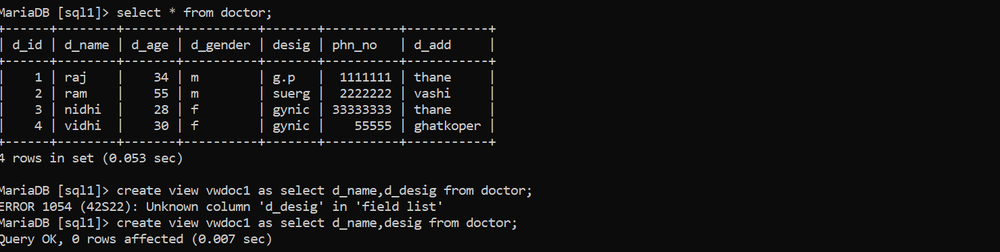 MariaDB [sql1]> select * from doctor;
+------+--------+-------+----------+-------+----------+-----------+
| d_id | d_name | d_age | d_gender | desig | phn_no   | d_add     |
+------+--------+-------+----------+-------+----------+-----------+
|    1 | raj    |    34 | m        | g.p   |  1111111 | thane     |
|    2 | ram    |    55 | m        | suerg |  2222222 | vashi     |
|    3 | nidhi  |    28 | f        | gynic | 33333333 | thane     |
|    4 | vidhi  |    30 | f        | gynic |    55555 | ghatkoper |
+------+--------+-------+----------+-------+----------+-----------+
4 rows in set (0.053 sec)
MariaDB [sql1]> create view vwdoc1 as select d_name,d_desig from doctor;
ERROR 1054 (42S22): Unknown column 'd_desig' in 'field list'
MariaDB [sql1]> create view vwdoc1 as select d_name,desig from doctor;
Query OK, 0 rows affected (0.007 sec)